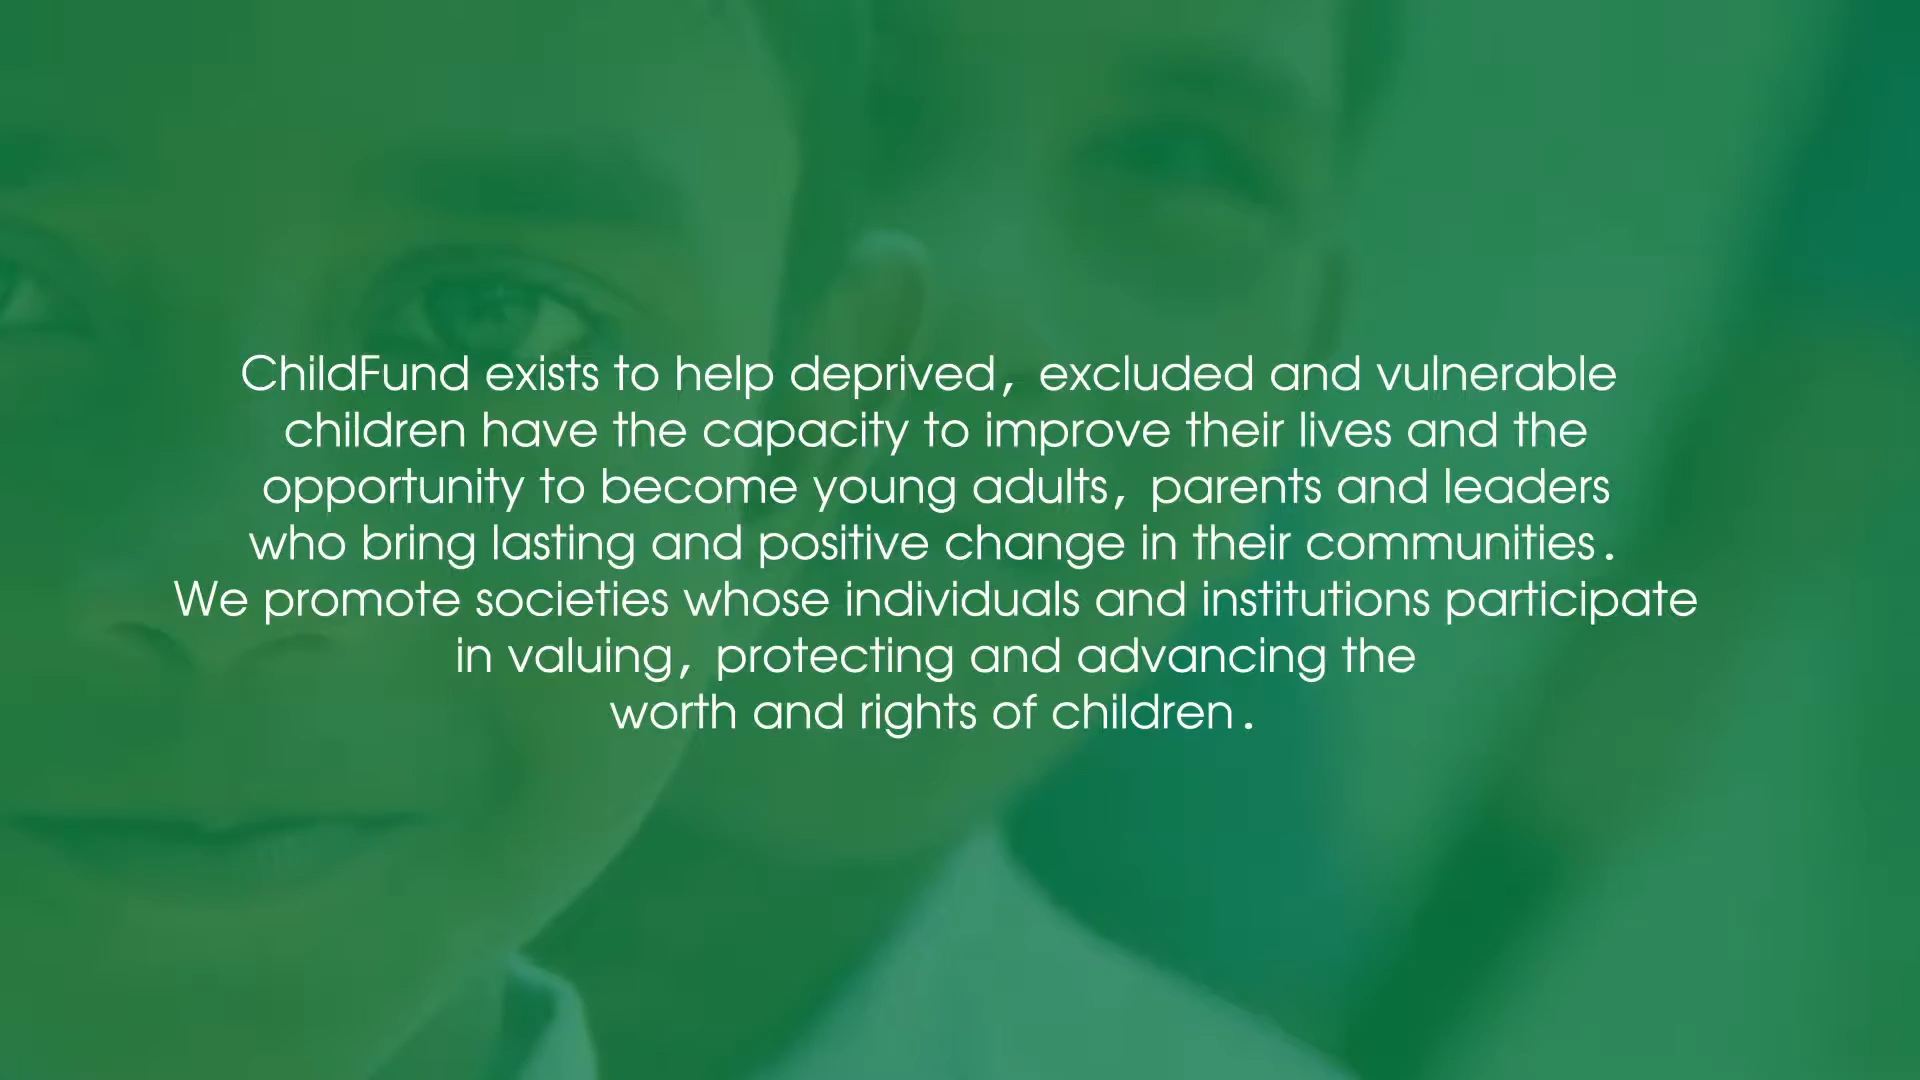 ChildFund exists to help deprived, excluded and vulnerable
children have the capacity to improve their lives and the
opportunity to become young adults, parents and leaders
who bring lasting and positive change in their communities.
We promote societies whose individuals and institutions participate
in valuing, protecting and advancing the
worth and rights of children.